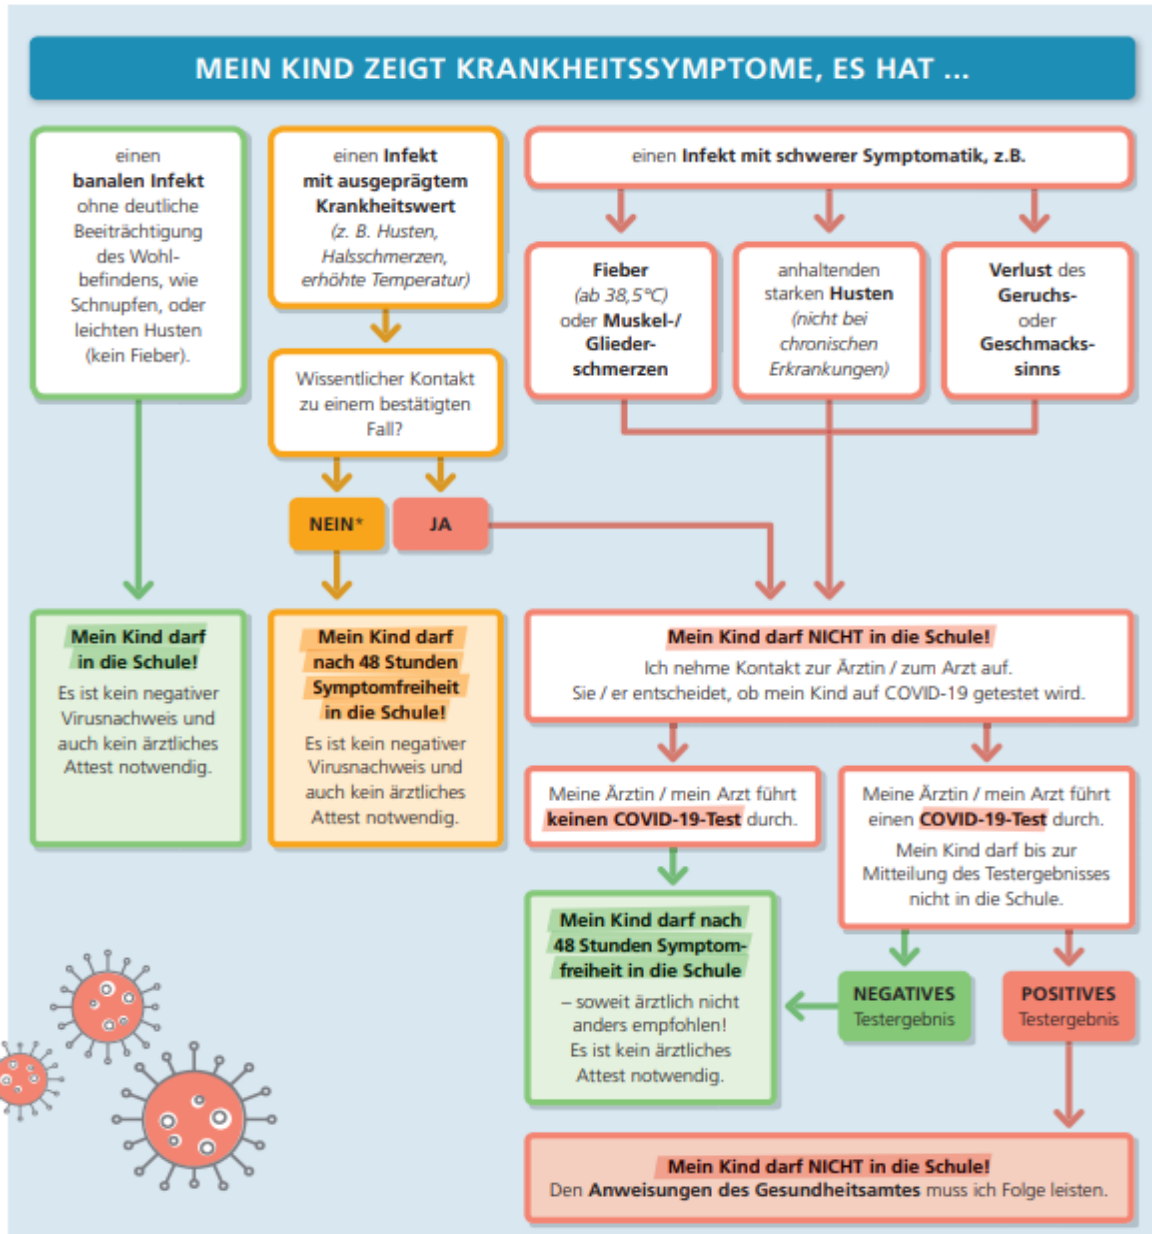 MEIN KIND ZEIGT KRANKHEITSSYMPTOME, ES HAT ...
einen
banalen Infekt
ohne deutliche
Beeiträchtigung
des Wohl-
befindens, wie
Schnupfen, oder
leichten Husten
(kein Fieber).
einen Infekt
mit ausgeprägtem
Krankheitswert
(z. B. Husten,
Halsschmerzen,
erhöhte Temperatur)
einen Infekt mit schwerer Symptomatik, z.B.
Fieber
(ab 38,5°C)
oder Muskel-/
Glieder-
schmerzen
anhaltenden
starken Husten
(nicht bei
chronischen
Erkrankungen)
Verlust des
Geruchs-
oder
Geschmacks-
sinns
Wissentlicher Kontakt
zu einem bestätigten
Fall?
NEIN*
JA
Mein Kind darf
in die Schule!
Es ist kein negativer
Virusnachweis und
auch kein ärztliches
Attest notwendig.
Mein Kind darf
nach 48 Stunden
Symptomfreiheit
in die Schule!
Es ist kein negativer
Virusnachweis und
auch kein ärztliches
Attest notwendig.
Mein Kind darf NICHT in die Schule!
Ich nehme Kontakt zur Ärztin / zum Arzt auf.
Sie / er entscheidet, ob mein Kind auf COVID-19 getestet wird.
Meine Ärztin / mein Arzt führt
keinen COVID-19-Test durch.
Meine Ärztin / mein Arzt führt
einen COVID-19-Test durch.
Mein Kind darf bis zur
Mitteilung des Testergebnisses
nicht in die Schule.
Mein Kind darf nach
48 Stunden Symptom-
freiheit in die Schule
– soweit ärztlich nicht
anders empfohlen!
Es ist kein ärztliches
Attest notwendig.
NEGATIVES
Testergebnis
POSITIVES
Testergebnis
Mein Kind darf NICHT in die Schule!
Den Anweisungen des Gesundheitsamtes muss ich Folge leisten.